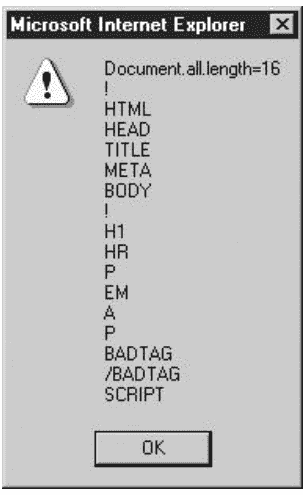 Microsoft Internet Explorer
Document.all.length=16
!
HTML
HEAD
TITLE
META
BODY
!
H1
HR
P
EM
A
P
BADTAG
/BADTAG
SCRIPT
OK